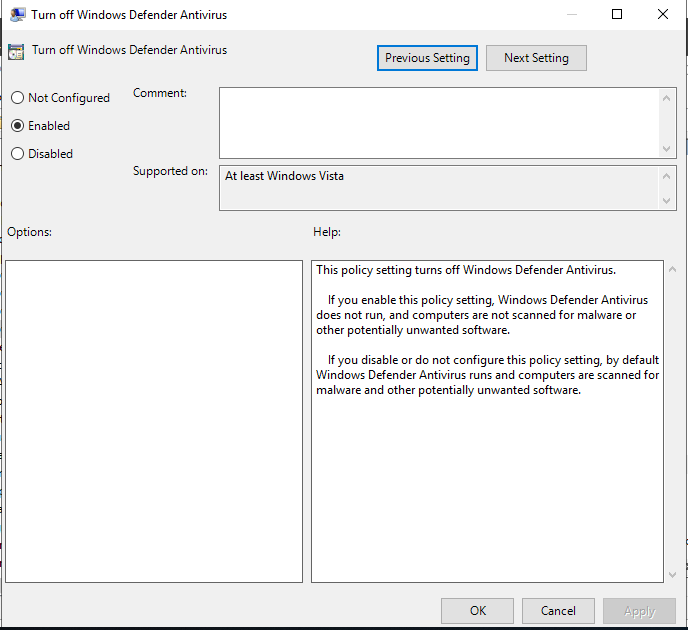 Turn off Windows Defender Antivirus
Turn off Windows Defender Antivirus
Previous Setting
Next Setting
Not Configured
Comment:
Enabled
Disabled
Supported on:
At least Windows Vista
Options:
Help:
This policy setting turns off Windows Defender Antivirus.
If you enable this policy setting, Windows Defender Antivirus
does not run, and computers are not scanned for malware or
other potentially unwanted software.
If you disable or do not configure this policy setting, by default
Windows Defender Antivirus runs and computers are scanned for
malware and other potentially unwanted software.
OK
Cancel
Apply